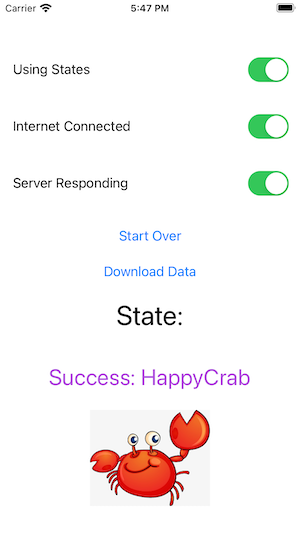 Carrier 5:47 PM
Using States
Internet Connected
Server Responding
Start Over
Download Data
State:
Success: HappyCrab